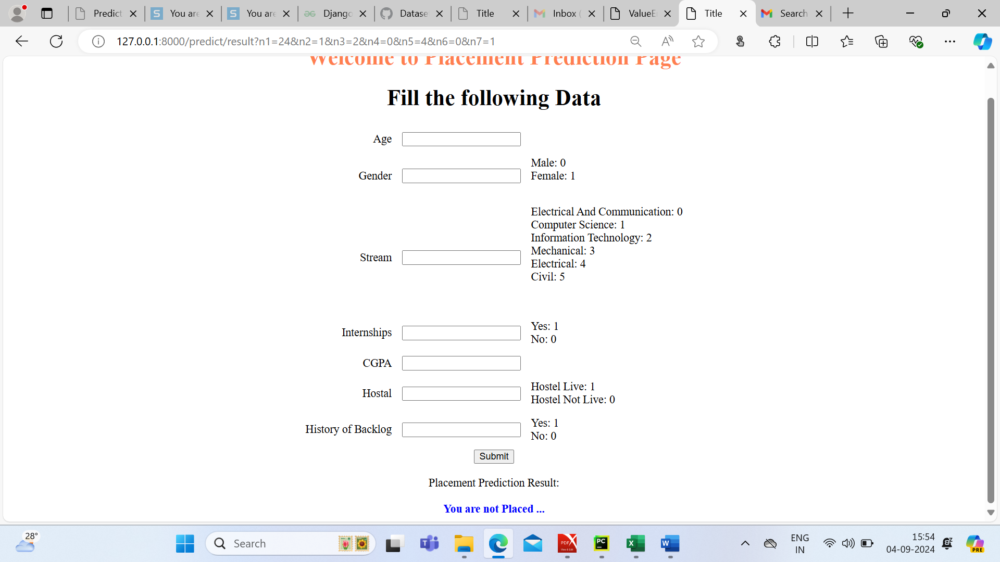 Predict
You are
You are
Django
Datase
Title
Inbox (
ValueE
Title
Search
127.0.0.1:8000/predict/result?n1=24&n2=1&n3=2&n4=0&n5=4&n6=0&n7=1
Welcome to Placement Prediction Page
Fill the following Data
Age
Gender
Male: 0
Female: 1
Stream
Electrical And Communication: 0
Computer Science: 1
Information Technology: 2
Mechanical: 3
Electrical: 4
Civil: 5
Internships
Yes: 1
No: 0
CGPA
Hostal
Hostel Live: 1
Hostel Not Live: 0
History of Backlog
Yes: 1
No: 0
Submit
Placement Prediction Result:
You are not Placed ...
28°
Search
ENG
IN
15:54
04-09-2024
PRE